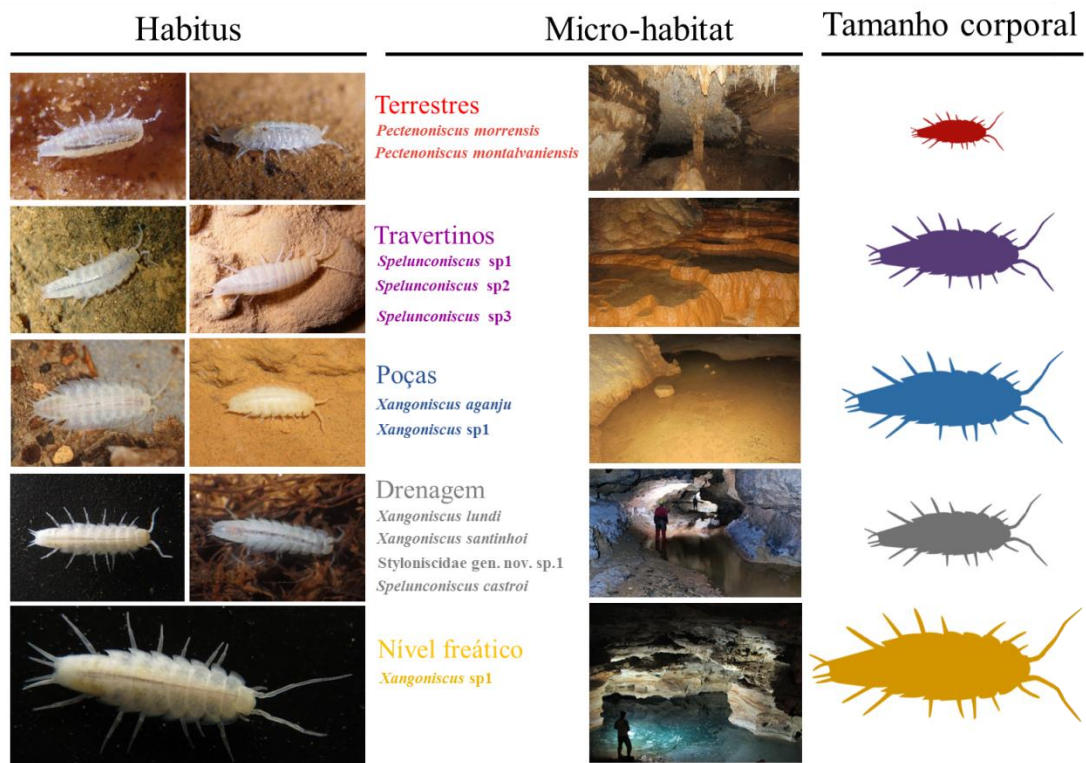 Habitus
Micro-habitat
Tamanho corporal
Terrestres
Pectenoniscus morrensis
Pectenoniscus montalvaniensis
Travertinos
Spelunconiscus sp1
Spelunconiscus sp2
Spelunconiscus sp3
Poças
Xangoniscus aganju
Xangoniscus sp1
Drenagem
Xangoniscus lundi
Xangoniscus santinhoi
Styloniscidae gen. nov. sp.1
Spelunconiscus castroi
Nível freático
Xangoniscus sp1